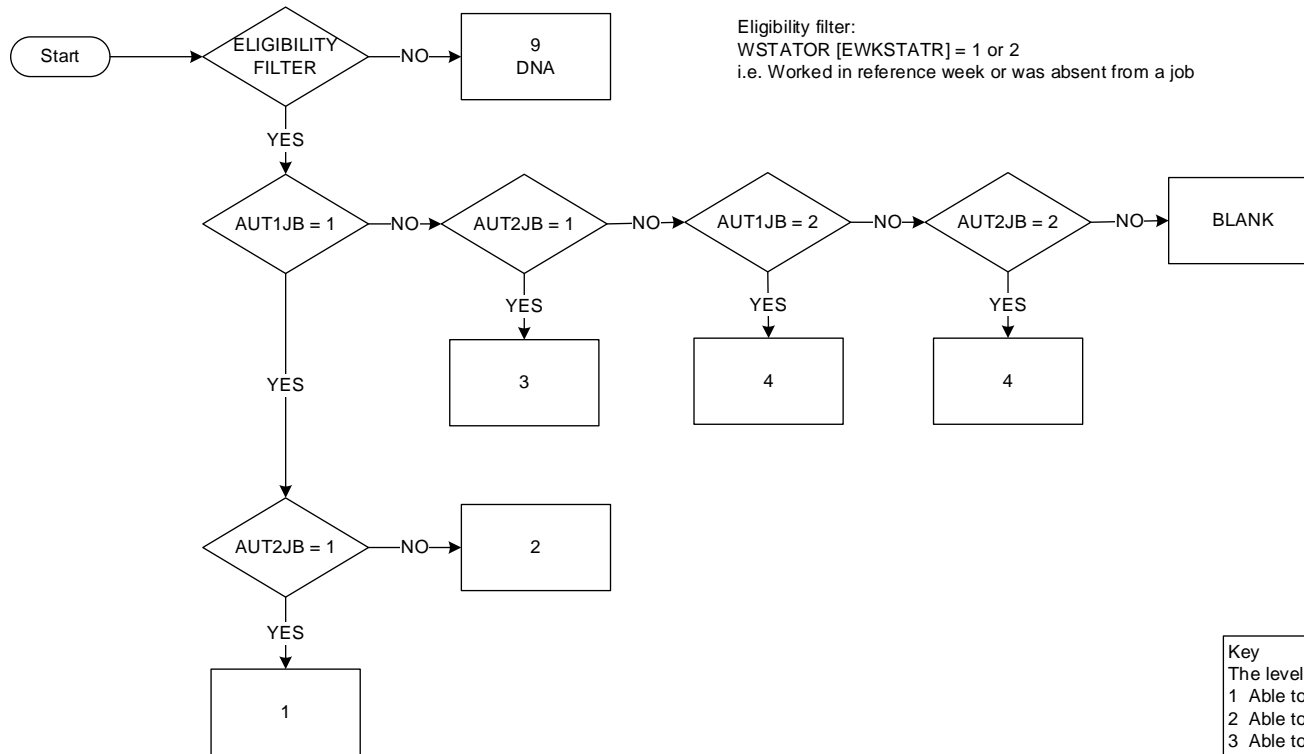 Start
ELIGIBILITY
FILTER
NO
9
DNA
Eligibility filter:
WSTATOR [EWKSTATR] = 1 or 2
i.e. Worked in reference week or was absent from a job
YES
AUT1JB = 1
NO
AUT2JB = 1
NO
AUT1JB = 2
NO
AUT2JB = 2
NO
BLANK
YES
YES
YES
3
4
4
YES
AUT2JB = 1
NO
2
YES
1
Key
The level
1 Able to
2 Able to
3 Able to